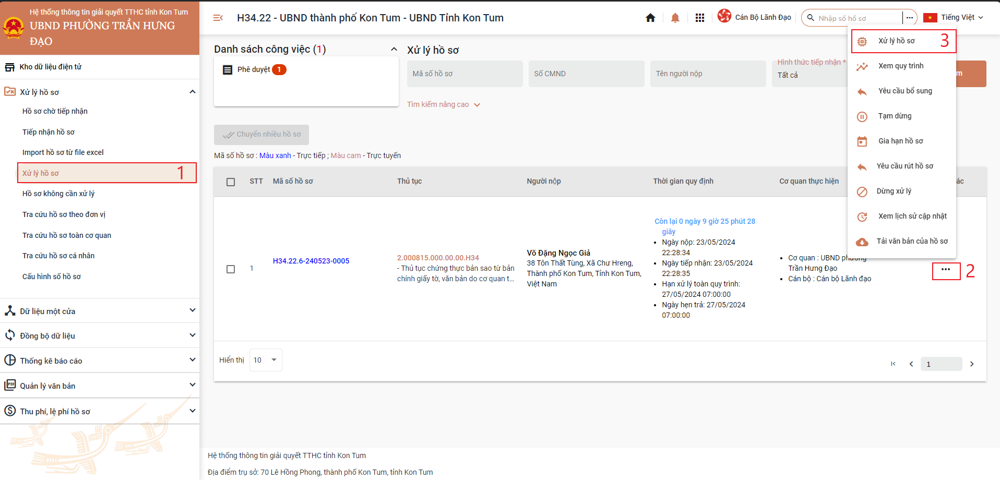 Hệ thống thông tin giải quyết TTHC tỉnh Kon Tum
UBND PHƯỜNG TRẦN HƯNG
ĐẠO
H34.22 - UBND thành phố Kon Tum - UBND Tỉnh Kon Tum
Cán Bộ Lãnh Đạo
Nhập số hồ sơ
Tiếng Việt
Kho dữ liệu điện tử
Xử lý hồ sơ
Hồ sơ chờ tiếp nhận
Tiếp nhận hồ sơ
Import hồ sơ từ file excel
Xử lý hồ sơ
1
Hồ sơ không cần xử lý
Tra cứu hồ sơ theo đơn vị
Tra cứu hồ sơ toàn cơ quan
Tra cứu hồ sơ cá nhân
Cấu hình số hồ sơ
Dữ liệu một cửa
Đồng bộ dữ liệu
Thống kê báo cáo
PDF
Quản lý văn bản
Thu phí, lệ phí hồ sơ
Danh sách công việc (1)
Phê duyệt 1
Xử lý hồ sơ
Mã số hồ sơ
Số CMND
Tên người nộp
Hình thức tiếp nhận *
Tất cả
m
Tìm kiếm nâng cao
Xử lý hồ sơ
3
Xem quy trình
Yêu cầu bổ sung
Tạm dừng
Gia hạn hồ sơ
Yêu cầu rút hồ sơ
Dừng xử lý
Xem lịch sử cập nhật
Tải văn bản của hồ sơ
Chuyển nhiều hồ sơ
Mã số hồ sơ : Màu xanh - Trực tiếp ; Màu cam - Trực tuyến
STT
Mã số hồ sơ
Thủ tục
Người nộp
Thời gian quy định
Cơ quan thực hiện
ác
1
H34.22.6-240523-0005
2.000815.000.00.00.H34
- Thủ tục chứng thực bản sao từ bản
chính giấy tờ, văn bản do cơ quan t...
Võ Đặng Ngọc Giả
38 Tôn Thất Tùng, Xã Chư Hreng,
Thành phố Kon Tum, Tỉnh Kon Tum,
Việt Nam
Còn lại 0 ngày 9 giờ 25 phút 28
giây
Ngày nộp: 23/05/2024
22:28:34
Ngày tiếp nhận: 23/05/2024
22:28:35
Hạn xử lý toàn quy trình:
27/05/2024 07:00:00
Ngày hẹn trả: 27/05/2024
07:00:00
Cơ quan : UBND phường
Trần Hưng Đạo
Cán bộ : Cán bộ Lãnh đạo
2
Hiển thị
10
1
Hệ thống thông tin giải quyết TTHC tỉnh Kon Tum
Địa điểm trụ sở: 70 Lê Hồng Phong, thành phố Kon Tum, tỉnh Kon Tum